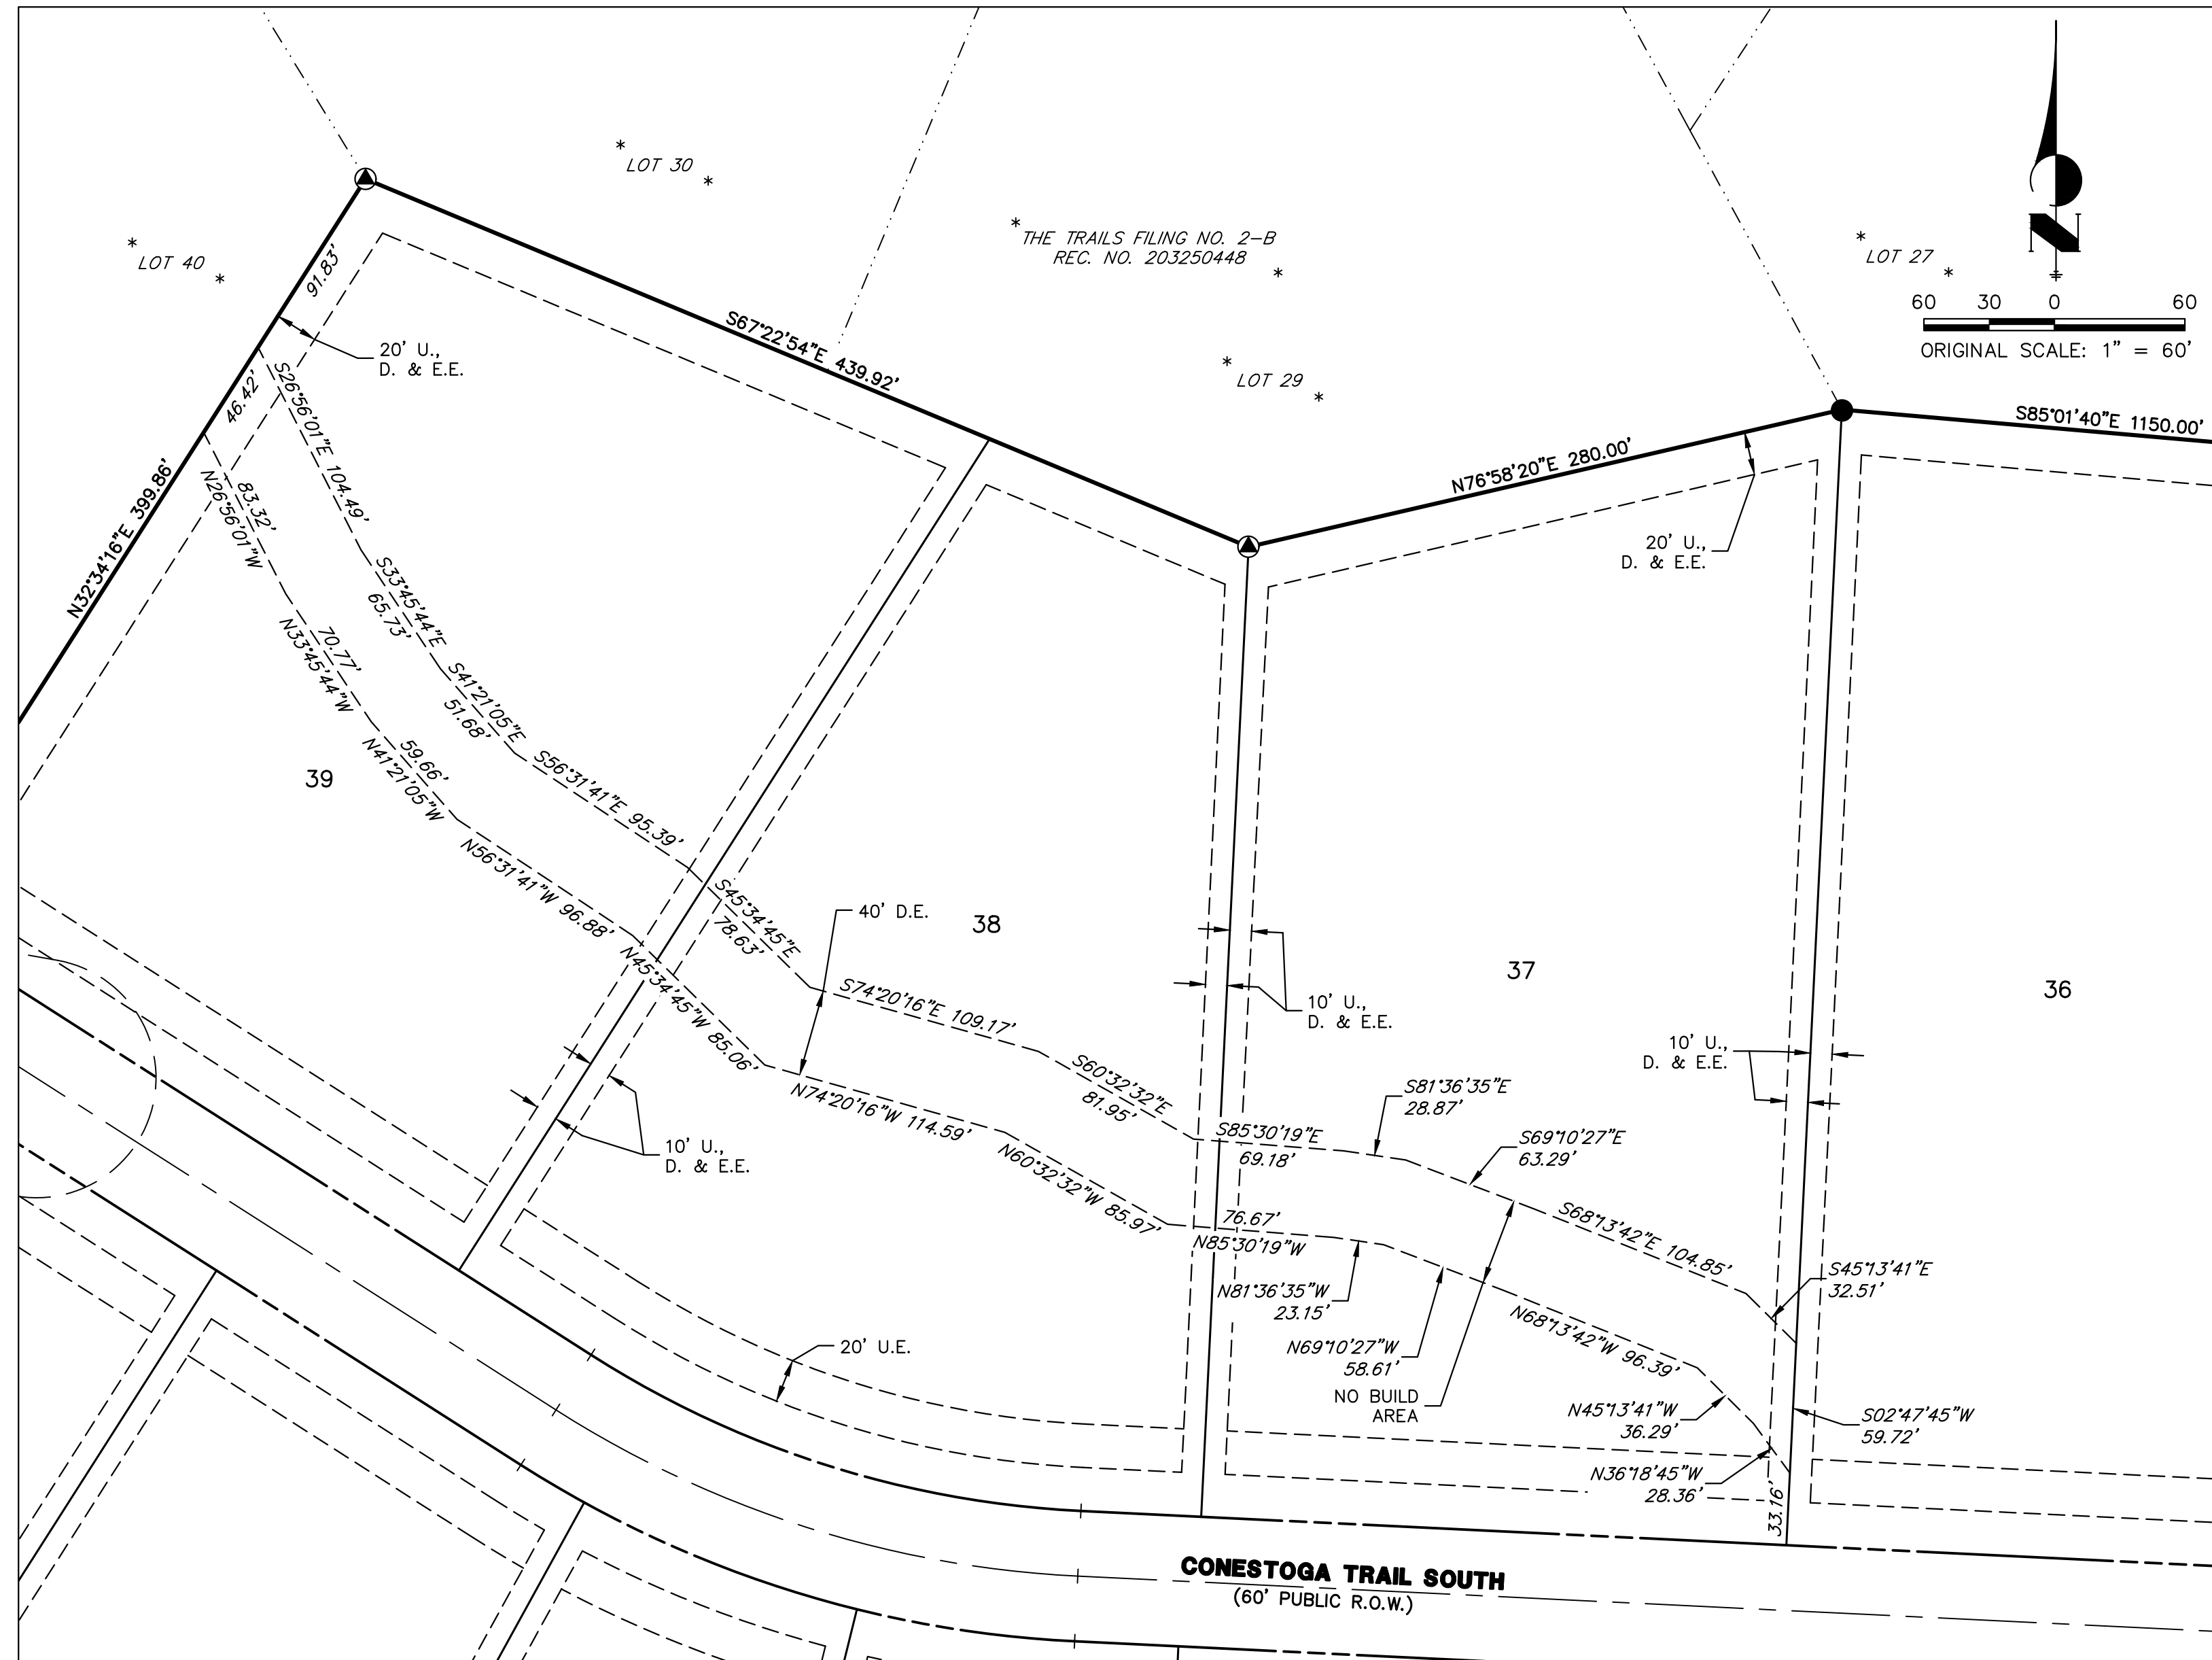 *
LOT 30
*
*
LOT 40
*
*
THE TRAILS FILING NO. 2-B
REC. NO. 203250448
*
*
LOT 29
*
*
LOT 27
*
N
60 30 0 60
ORIGINAL SCALE: 1" = 60'
91.83'
46.42'
N32°34'16"E 399.86'
20' U.,
D. & E.E.
S67°22'54"E 439.92'
N76°58'20"E 280.00'
S85°01'40"E 1150.00'
20' U.,
D. & E.E.
S26°56'01"E 104.49'
83.32'
N26°56'01"W
S33°45'44"E
65.73'
70.77'
N33°45'44"W
S41°21'05"E
51.68'
59.66'
N41°21'05"W
S56°31'41"E 95.39'
N56°31'41"W 96.88'
39
S45°34'45"E
78.63'
N45°34'45"W 85.06'
40' D.E.
38
S74°20'16"E 109.17'
N74°20'16"W 114.59'
S60°32'32"E
81.95'
N60°32'32"W 85.97'
10' U.,
D. & E.E.
10' U.,
D. & E.E.
37
36
10' U.,
D. & E.E.
S85°30'19"E
69.18'
76.67'
N85°30'19"W
S81°36'35"E
28.87'
S69°10'27"E
63.29'
S68°13'42"E 104.85'
S45°13'41"E
32.51'
N81°36'35"W
23.15'
N69°10'27"W
58.61'
N68°13'42"W 96.39'
NO BUILD
AREA
N45°13'41"W
36.29'
S02°47'45"W
59.72'
N36°18'45"W
28.36'
33.16'
20' U.E.
CONESTOGA TRAIL SOUTH
(60' PUBLIC R.O.W.)